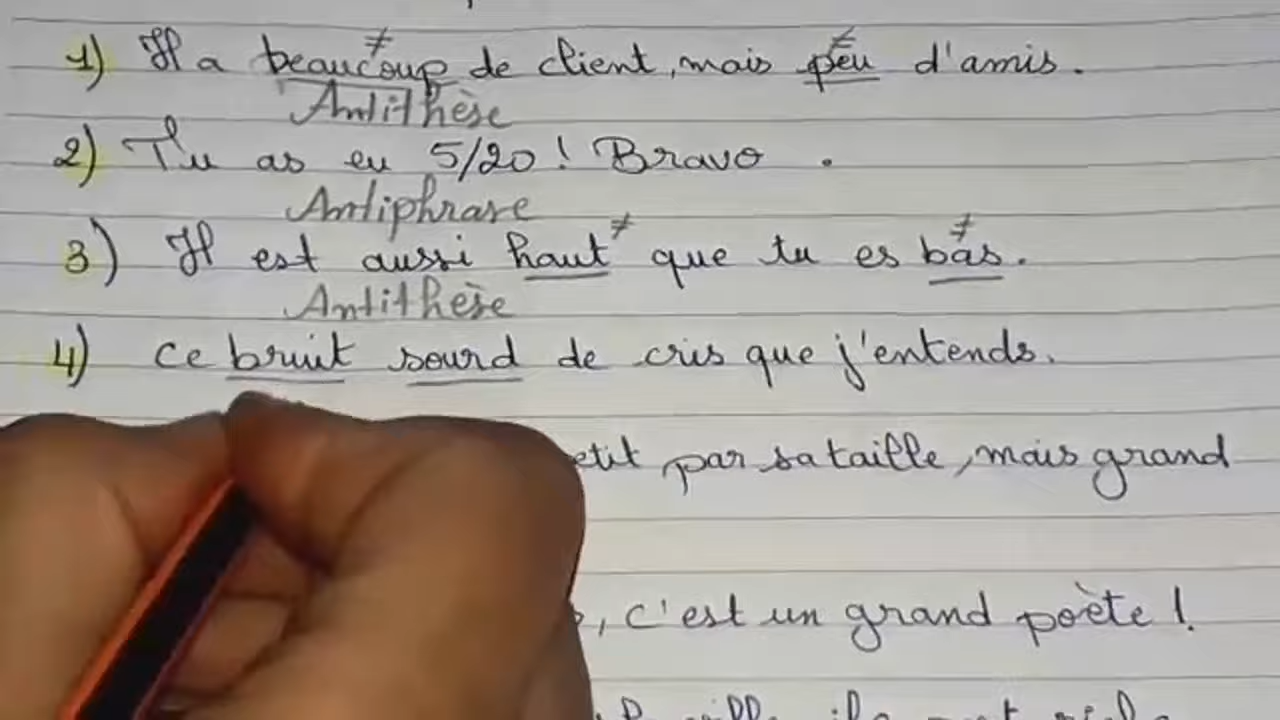 1) Il a beaucoup de client, mais peu d'amis.
Antithèse
2) Tu as eu 5/20! Bravo.
Antiphrase
3) Il est aussi haut que tu es bas.
Antithèse
4) Ce bruit sourd de cris que j'entends.
etit par sa taille, mais grand
, c'est un grand poète!